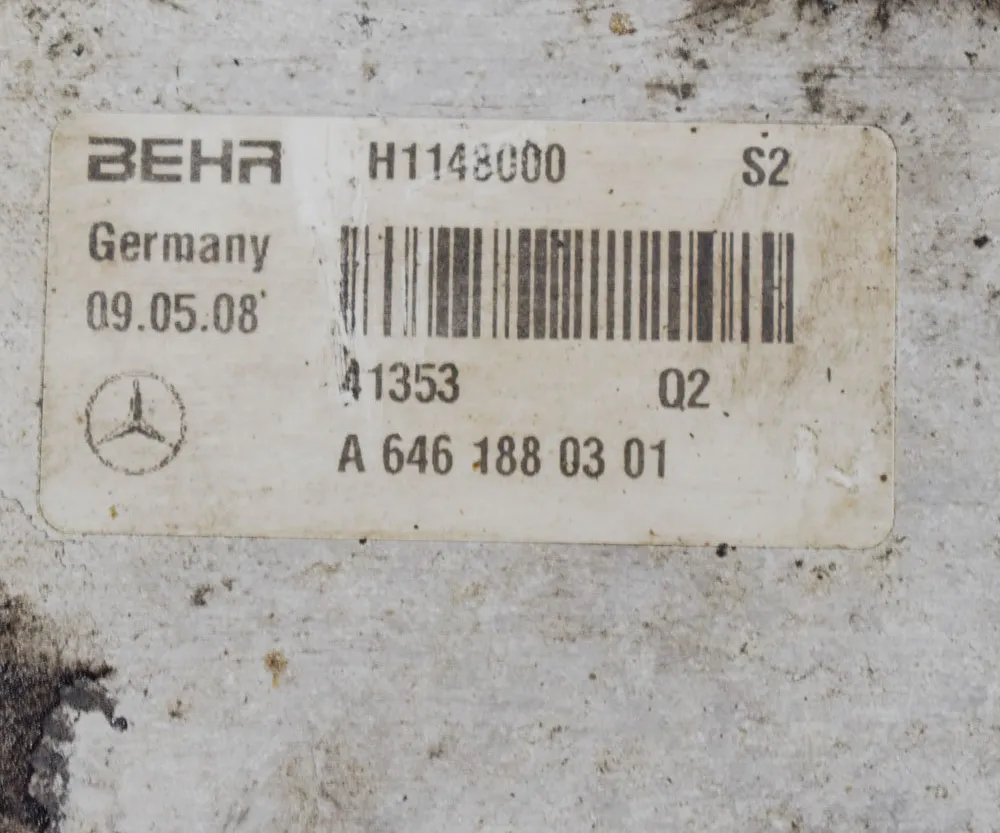 BEHR H1148000 S2
Germany
09.05.08
41353 Q2
A 646 188 03 01